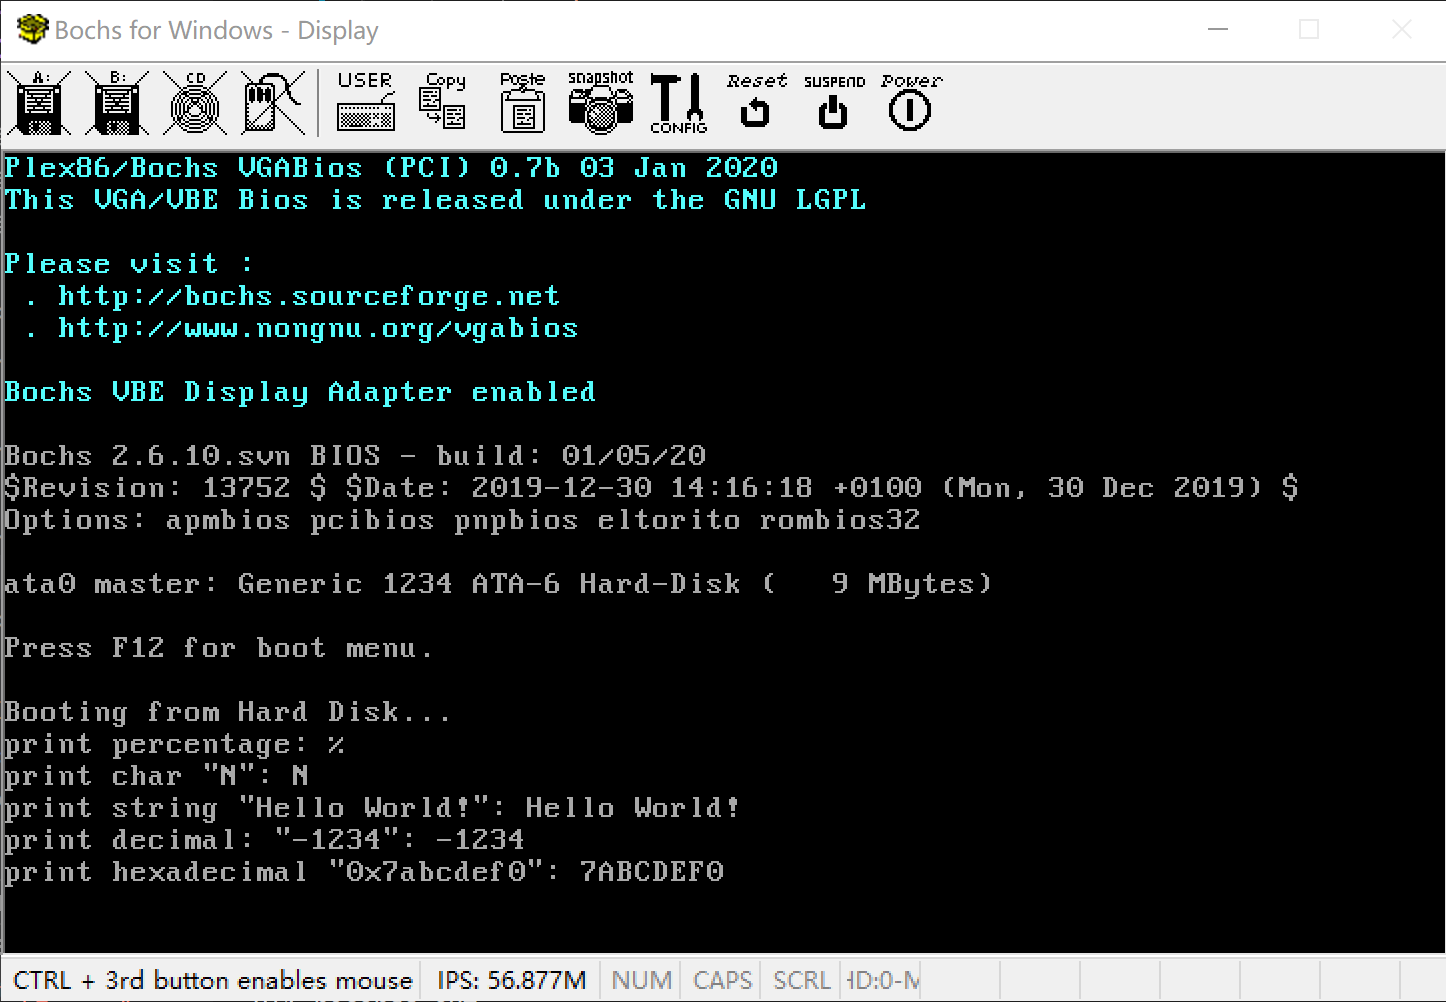 Bochs for Windows - Display
A: B: CD USER Copy Paste snapshot CONFIG Reset SUSPEND Power
Plex86/Bochs VGABios (PCI) 0.7b 03 Jan 2020
This VGA/VBE Bios is released under the GNU LGPL
Please visit :
. http://bochs.sourceforge.net
. http://www.nongnu.org/vgabios
Bochs VBE Display Adapter enabled
Bochs 2.6.10.svn BIOS - build: 01/05/20
$Revision: 13752 $ $Date: 2019-12-30 14:16:18 +0100 (Mon, 30 Dec 2019) $
Options: apmbios pcibios pnpbios eltorito rombios32
ata0 master: Generic 1234 ATA-6 Hard-Disk (   9 MBytes)
Press F12 for boot menu.
Booting from Hard Disk...
print percentage: %
print char "N": N
print string "Hello World!": Hello World!
print decimal: "-1234": -1234
print hexadecimal "0x7abcdef0": 7ABCDEF0
CTRL + 3rd button enables mouse IPS: 56.877M NUM CAPS SCRL HD:0-M